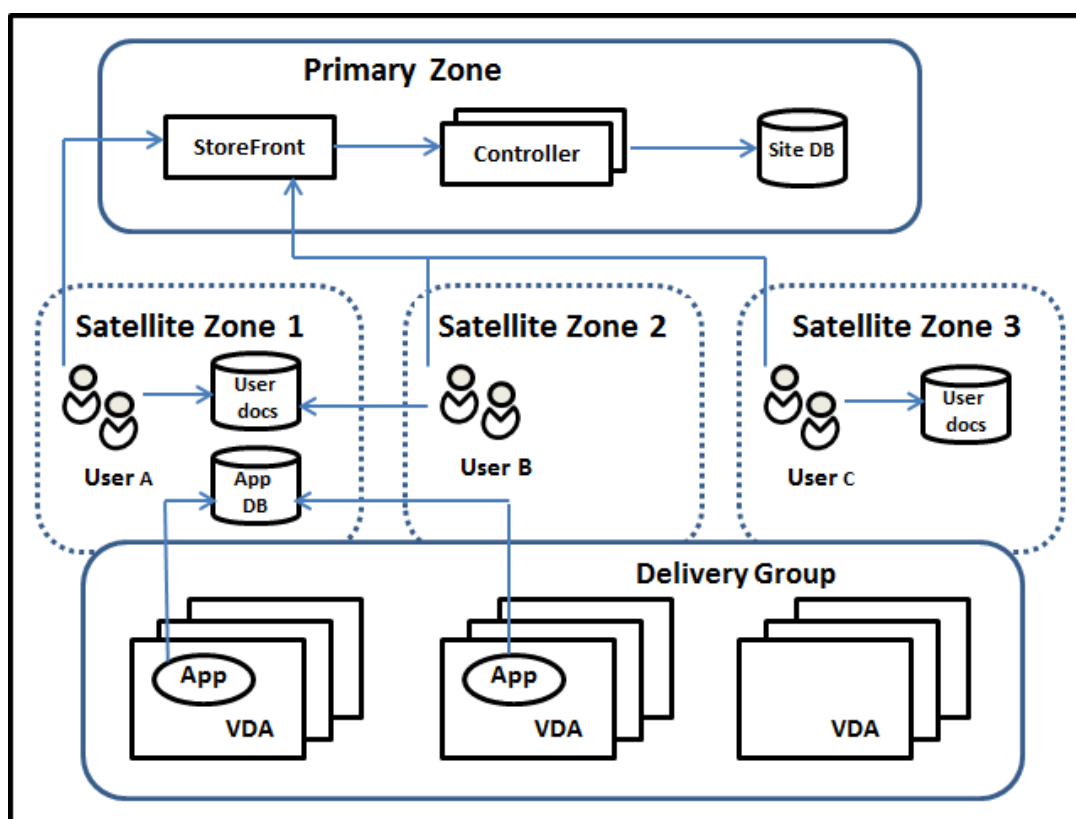 Primary Zone
StoreFront
Controller
Site DB
Satellite Zone 1
Satellite Zone 2
Satellite Zone 3
User
docs
User
docs
User A
User B
User C
App
DB
Delivery Group
App
VDA
App
VDA
VDA